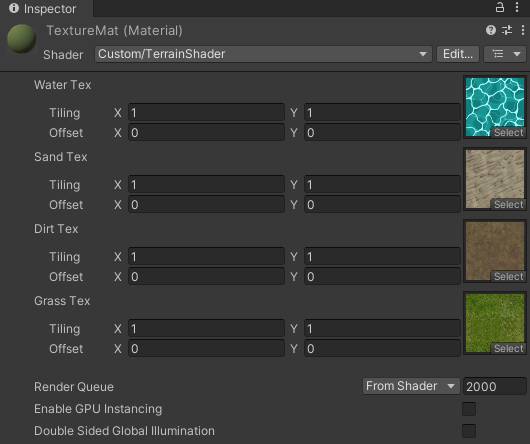 Inspector
TextureMat (Material)
Shader Custom/TerrainShader Edit...
Water Tex
Tiling X 1 Y 1
Offset X 0 Y 0
Select
Sand Tex
Tiling X 1 Y 1
Offset X 0 Y 0
Select
Dirt Tex
Tiling X 1 Y 1
Offset X 0 Y 0
Select
Grass Tex
Tiling X 1 Y 1
Offset X 0 Y 0
Select
Render Queue From Shader 2000
Enable GPU Instancing
Double Sided Global Illumination